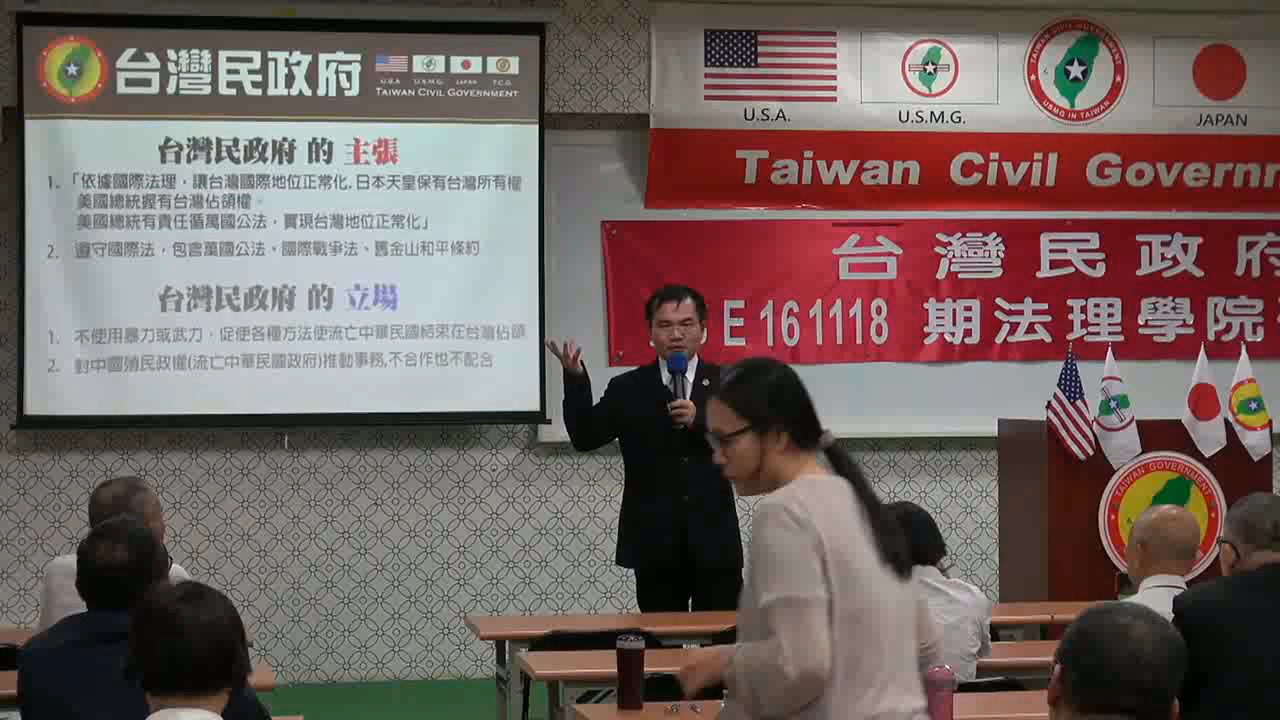 台灣民政府
U.S.A. U.S.M.G. JAPAN T.C.G.
TAIWAN CIVIL GOVERNMENT
台灣民政府 的 主張
1. 「依據國際法理，讓台灣國際地位正常化，日本天皇保有台灣所有權
美國總統握有台灣佔領權。
美國總統有責任循萬國公法，實現台灣地位正常化」
2. 遵守國際法，包含萬國公法、國際戰爭法、舊金山和平條約
台灣民政府 的 立場
1. 不使用暴力或武力，促使各種方法使流亡中華民國結束在台灣佔領
2. 對中國殖民政權(流亡中華民國政府)推動事務,不合作也不配合
U.S.A.
U.S.M.G.
TAIWAN CIVIL GOVERNMENT
USMG IN TAIWAN
JAPAN
Taiwan Civil Governm
台灣民政府
E161118 期法理學院
TAIWAN GOVERNMENT